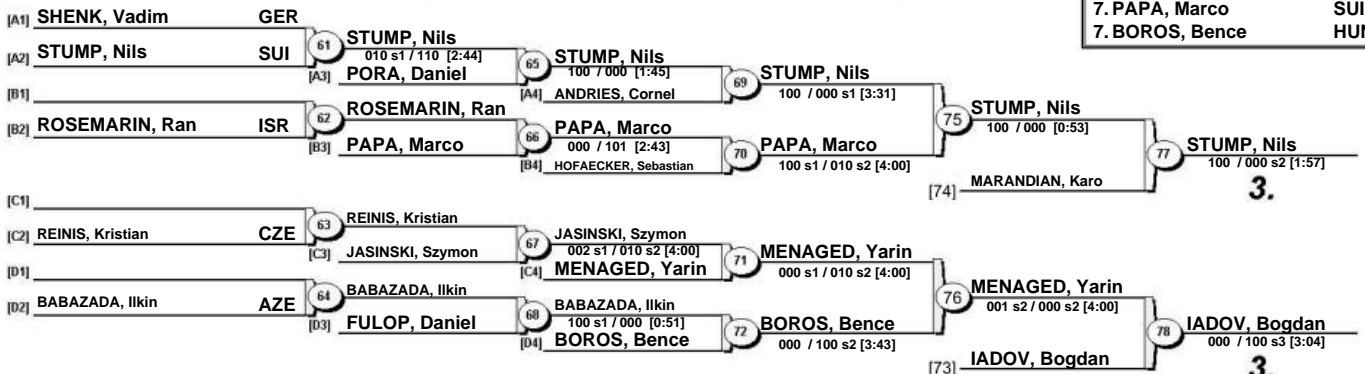 7. PAPA, Marco SUI
7. BOROS, Bence HUN
[A1] SHENK, Vadim GER
[A2] STUMP, Nils SUI
61 STUMP, Nils
010 s1 / 110 [2:44]
[A3] PORA, Daniel
65 STUMP, Nils
100 / 000 [1:45]
[A4] ANDRIES, Cornel
69 STUMP, Nils
100 / 000 s1 [3:31]
[B1]
[B2] ROSEMARIN, Ran ISR
62 ROSEMARIN, Ran
[B3] PAPA, Marco
66 PAPA, Marco
000 / 101 [2:43]
[B4] HOFAECKER, Sebastian
70 PAPA, Marco
100 s1 / 010 s2 [4:00]
75 STUMP, Nils
100 / 000 [0:53]
[74] MARANDIAN, Karo
77 STUMP, Nils
100 / 000 s2 [1:57]
3.
[C1]
[C2] REINIS, Kristian CZE
63 REINIS, Kristian
[C3] JASINSKI, Szymon
67 JASINSKI, Szymon
002 s1 / 010 s2 [4:00]
[C4] MENAGED, Yarin
71 MENAGED, Yarin
000 s1 / 010 s2 [4:00]
[D1]
[D2] BABAZADA, Ilkin AZE
64 BABAZADA, Ilkin
[D3] FULOP, Daniel
68 BABAZADA, Ilkin
100 s1 / 000 [0:51]
[D4] BOROS, Bence
72 BOROS, Bence
000 / 100 s2 [3:43]
76 MENAGED, Yarin
001 s2 / 000 s2 [4:00]
[73] IADOV, Bogdan
78 IADOV, Bogdan
000 / 100 s3 [3:04]
3.